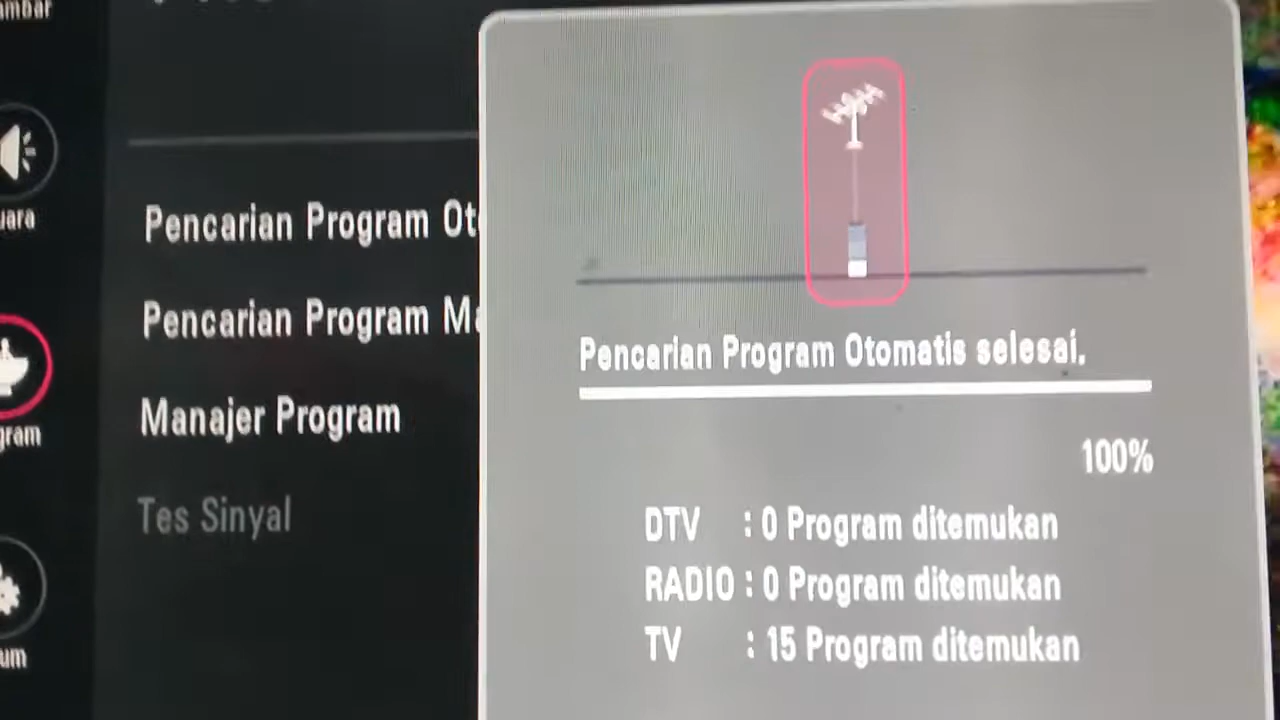 Pencarian Program
Pencarian Program
Manajer Program
Tes Sinyal
Pencarian Program Otomatis selesai.
100%
DTV : 0 Program ditemukan
RADIO : 0 Program ditemukan
TV : 15 Program ditemukan